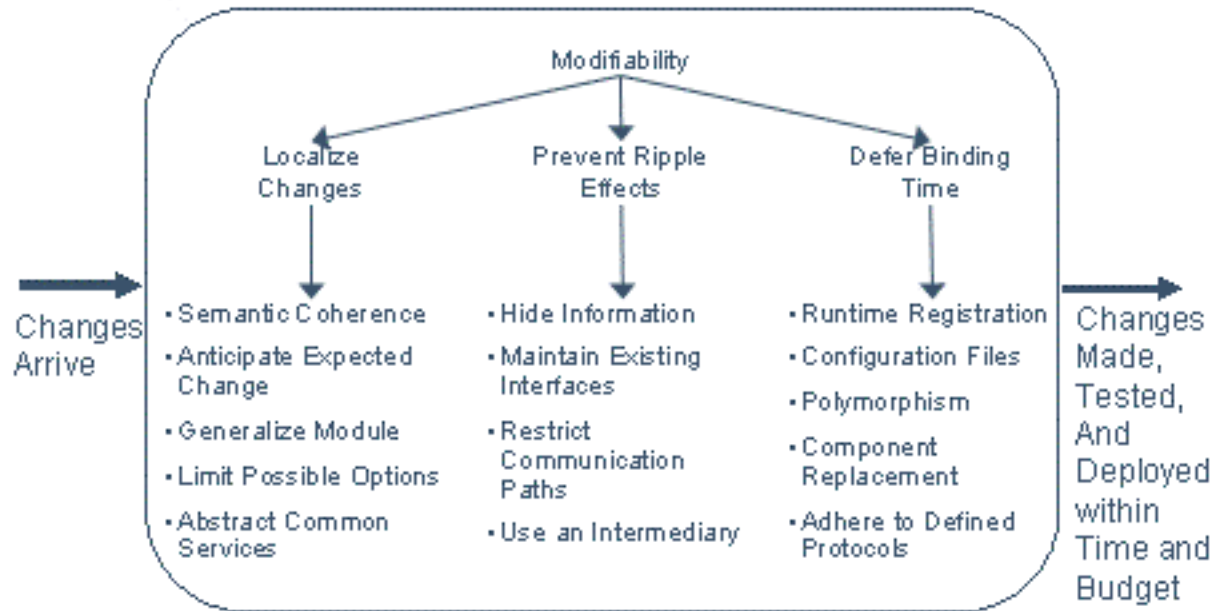 Modifiability
Localize
Changes
Prevent Ripple
Effects
Defer Binding
Time
Changes
Arrive
• Semantic Coherence
• Anticipate Expected
Change
• Generalize Module
• Limit Possible Options
• Abstract Common
Services
• Hide Information
• Maintain Existing
Interfaces
• Restrict
Communication
Paths
• Use an Intermediary
• Runtime Registration
• Configuration Files
• Polymorphism
• Component
Replacement
• Adhere to Defined
Protocols
Changes
Made,
Tested,
And
Deployed
within
Time and
Budget